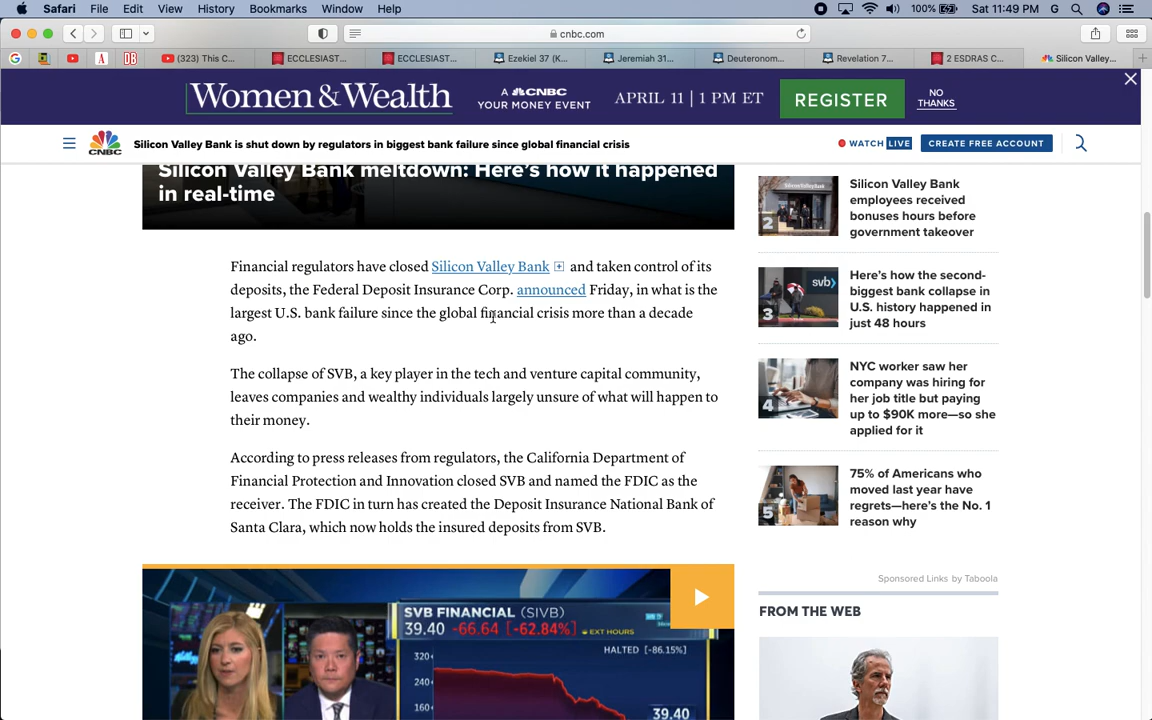 Safari File Edit View History Bookmarks Window Help 100% Sat 11:49 PM G
cnbc.com
(323) This C... ECCLESIAST... ECCLESIAST... Ezekiel 37 (K... Jeremiah 31... Deuteronom... Revelation 7... 2 ESDRAS C... Silicon Valley...
Women & Wealth
A CNBC
YOUR MONEY EVENT
APRIL 11 | 1 PM ET
REGISTER
NO
THANKS
CNBC
Silicon Valley Bank is shut down by regulators in biggest bank failure since global financial crisis
WATCH LIVE
CREATE FREE ACCOUNT
Silicon Valley Bank meltdown: Here's how it happened
in real-time
Financial regulators have closed Silicon Valley Bank and taken control of its
deposits, the Federal Deposit Insurance Corp. announced Friday, in what is the
largest U.S. bank failure since the global financial crisis more than a decade
ago.
The collapse of SVB, a key player in the tech and venture capital community,
leaves companies and wealthy individuals largely unsure of what will happen to
their money.
According to press releases from regulators, the California Department of
Financial Protection and Innovation closed SVB and named the FDIC as the
receiver. The FDIC in turn has created the Deposit Insurance National Bank of
Santa Clara, which now holds the insured deposits from SVB.
SVB FINANCIAL (SIVB)
39.40 -66.64 [-62.84%] EXT HOURS
HALTED [-86.15%]
320
240
160
39.40
2
Silicon Valley Bank
employees received
bonuses hours before
government takeover
3
svb
Here's how the second-
biggest bank collapse in
U.S. history happened in
just 48 hours
4
NYC worker saw her
company was hiring for
her job title but paying
up to $90K more—so she
applied for it
5
75% of Americans who
moved last year have
regrets—here's the No. 1
reason why
Sponsored Links by Taboola
FROM THE WEB